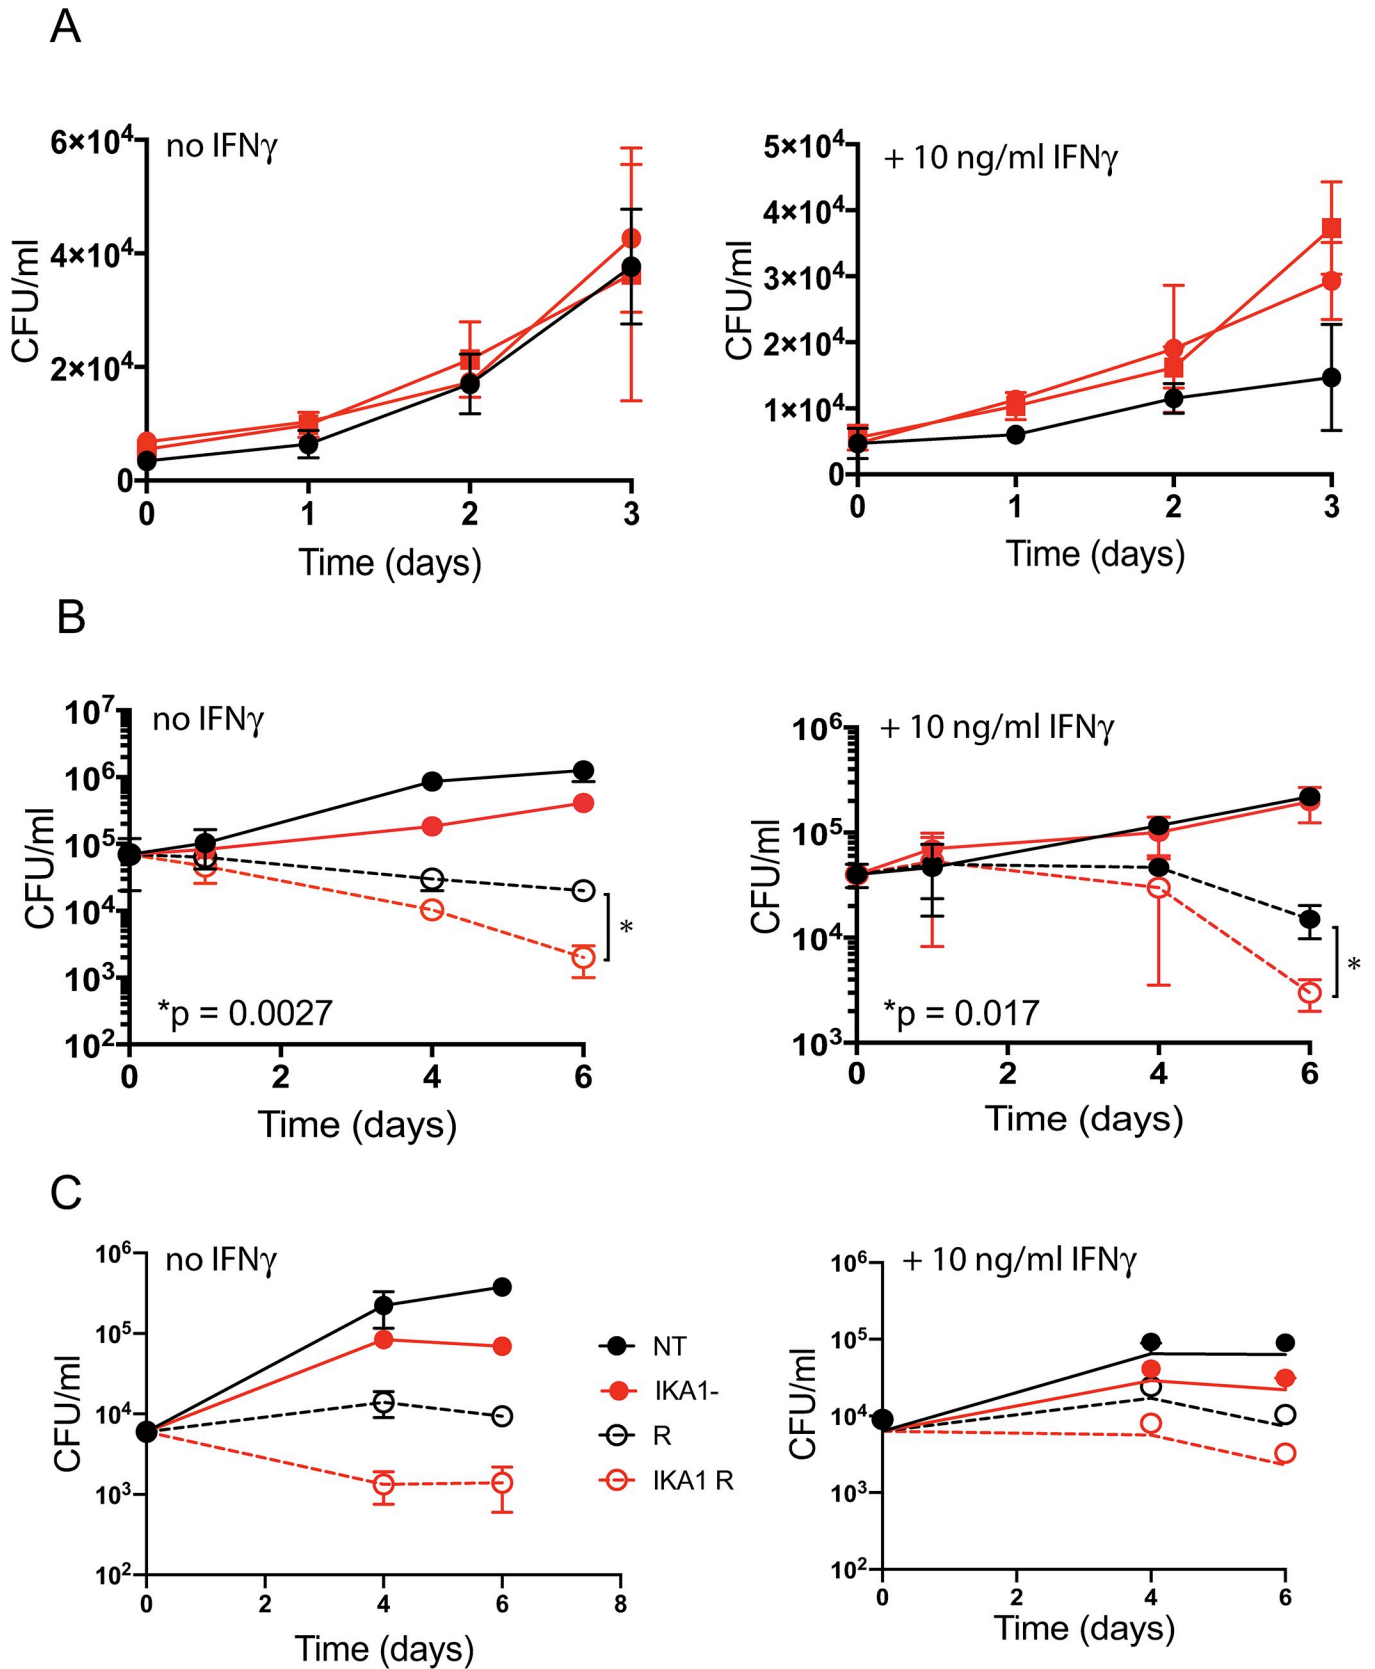 A
no IFNγ
6×10⁴
4×10⁴
2×10⁴
0
CFU/ml
0 1 2 3
Time (days)
+ 10 ng/ml IFNγ
5×10⁴
4×10⁴
3×10⁴
2×10⁴
1×10⁴
0
CFU/ml
0 1 2 3
Time (days)
B
no IFNγ
10⁷
10⁶
10⁵
10⁴
10³
10²
CFU/ml
*
*p = 0.0027
0 2 4 6
Time (days)
+ 10 ng/ml IFNγ
10⁶
10⁵
10⁴
10³
CFU/ml
*
*p = 0.017
0 2 4 6
Time (days)
C
no IFNγ
10⁶
10⁵
10⁴
10³
10²
CFU/ml
0 2 4 6 8
Time (days)
NT
IKA1-
R
IKA1 R
+ 10 ng/ml IFNγ
10⁶
10⁵
10⁴
10³
10²
CFU/ml
0 2 4 6
Time (days)